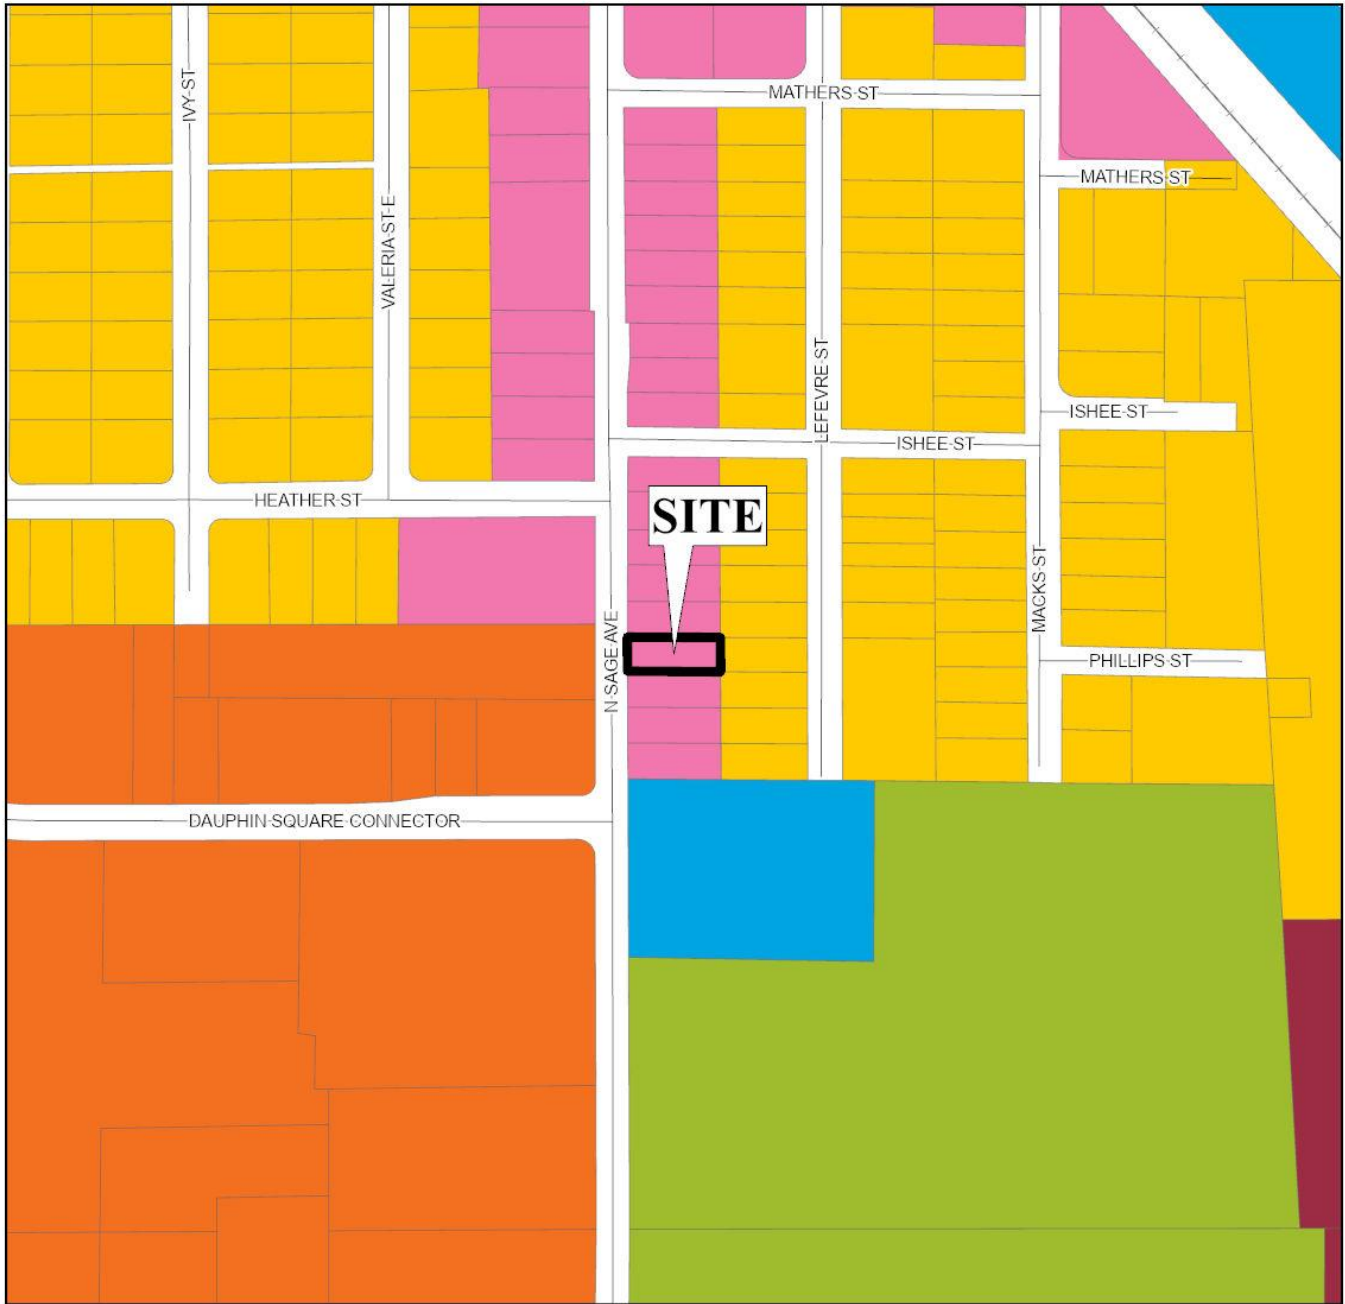 IVY ST
MATHERS ST
MATHERS ST
VALERIA ST E
LEFEVRE ST
ISHEE ST
ISHEE ST
HEATHER ST
SITE
MACKS ST
N SAGE AVE
PHILLIPS ST
DAUPHIN SQUARE CONNECTOR